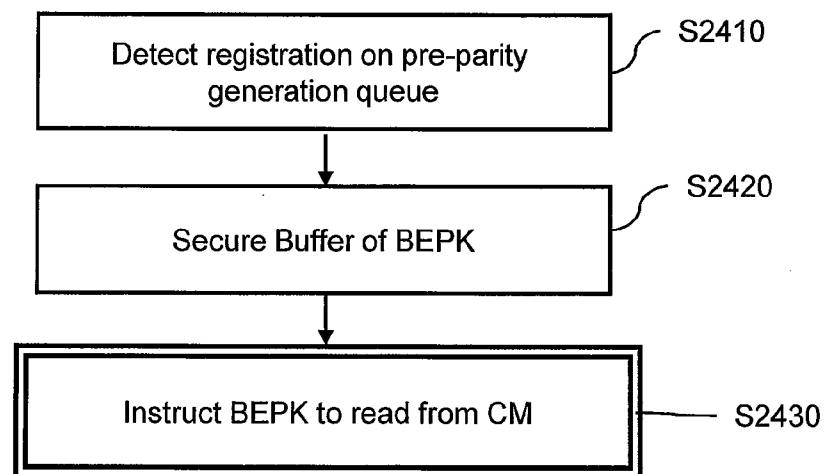 Detect registration on pre-parity
generation queue
S2410
Secure Buffer of BEPK
S2420
Instruct BEPK to read from CM
S2430